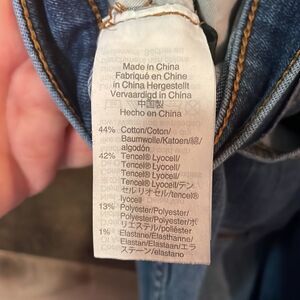 Made in China
Fabriqué en Chine
in China Hergestellt
Vervaardigd in China
中国製
Hecho en China
44% Cotton/Coton/
Baumwolle/Katoen/綿/
algodón
42% Tencel® Lyocell/
Tencel® Lyocell/
Tencel® Lyocell/
Tencel® Lyocell/テン
セル リオセル/tencel®
lyocell
13% Polyester/Polyester/
Polyester/Polyester/ポ
リエステル/poliéster
1% Elastane/Elasthanne/
Elastan/Elastaan/エラ
ステーン/elastano